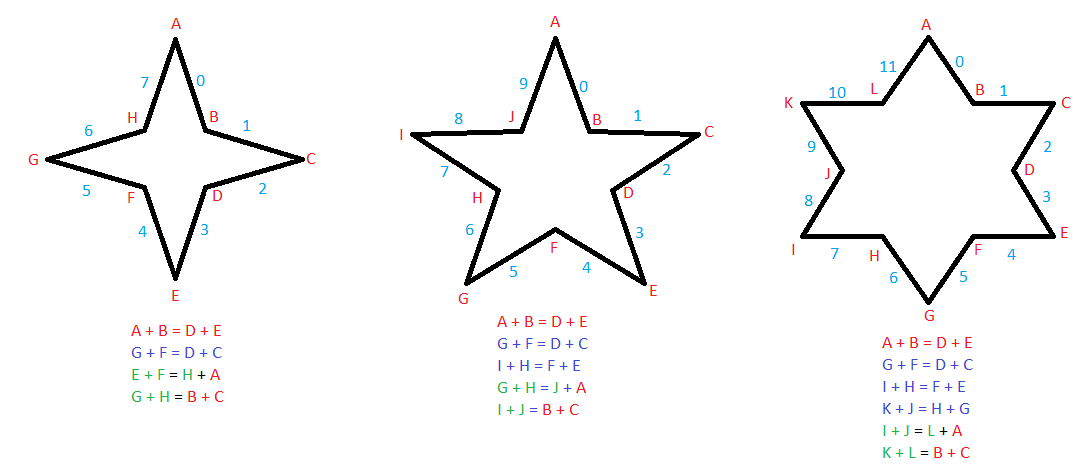 A
7
0
H
B
6
1
G
C
5
F
D
2
4
3
E
A + B = D + E
G + F = D + C
E + F = H + A
G + H = B + C
A
9
0
8
J
B
1
I
C
7
2
H
D
6
3
F
5
4
G
E
A + B = D + E
G + F = D + C
I + H = F + E
G + H = J + A
I + J = B + C
A
11
0
K
10
L
B
1
C
9
2
J
D
8
3
I
7
H
F
4
E
6
5
G
A + B = D + E
G + F = D + C
I + H = F + E
K + J = H + G
I + J = L + A
K + L = B + C